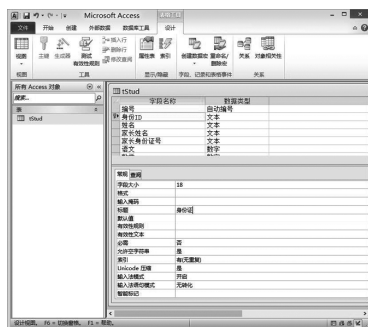 Microsoft Access
文件 开始 创建 外部数据 数据库工具 设计
视图 主键 生成器 测试有效性规则 插入行 删除行 修改查阅 属性表 索引 创建数据宏 重命名/删除宏 关系 对象相关性
视图 工具 显示/隐藏 字段、记录和表格事件 关系
所有 Access 对象
搜索...
表
tStud
tStud
字段名称 数据类型
编号 自动编号
身份ID 文本
姓名 文本
家长姓名 文本
家长身份证号 文本
语文 数字
常规 查阅
字段大小 18
格式
输入掩码
标题 身份证
默认值
有效性规则
有效性文本
必需 否
允许空字符串 是
索引 有(无重复)
Unicode 压缩 是
输入法模式 开启
输入法语句模式 无转化
智能标记
设计视图。 F6 = 切换窗格。 F1 = 帮助。